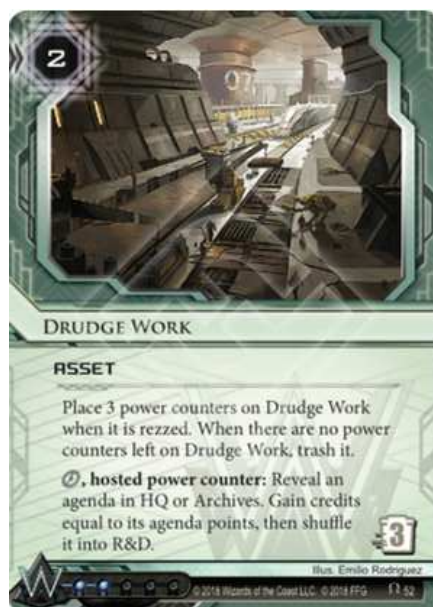 2
07
DRUDGE WORK
ASSET
Place 3 power counters on Drudge Work
when it is rezzed. When there are no power
counters left on Drudge Work, trash it.
, hosted power counter: Reveal an
agenda in HQ or Archives. Gain credits
equal to its agenda points, then shuffle
it into R&D.
3
Illus. Emilio Rodriguez
© 2018 Wizards of the Coast LLC. © 2018 FFG
52